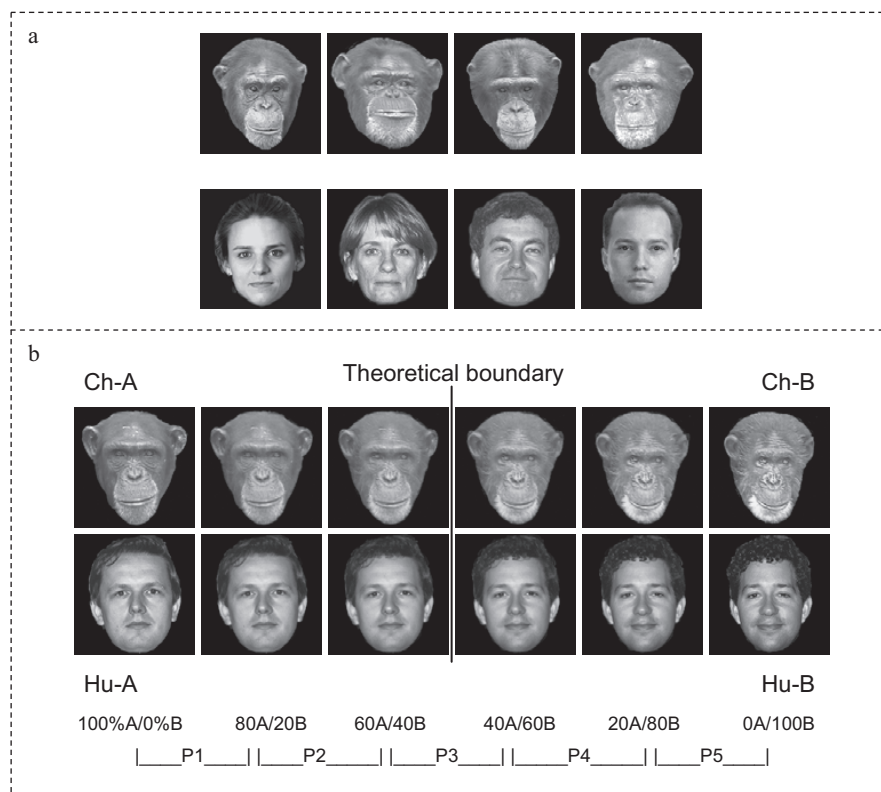 a
b
Ch-A Theoretical boundary Ch-B
Hu-A Hu-B
100%A/0%B 80A/20B 60A/40B 40A/60B 20A/80B 0A/100B
|____P1____| |____P2_____| |____P3____| |_____P4_____| |____P5____|